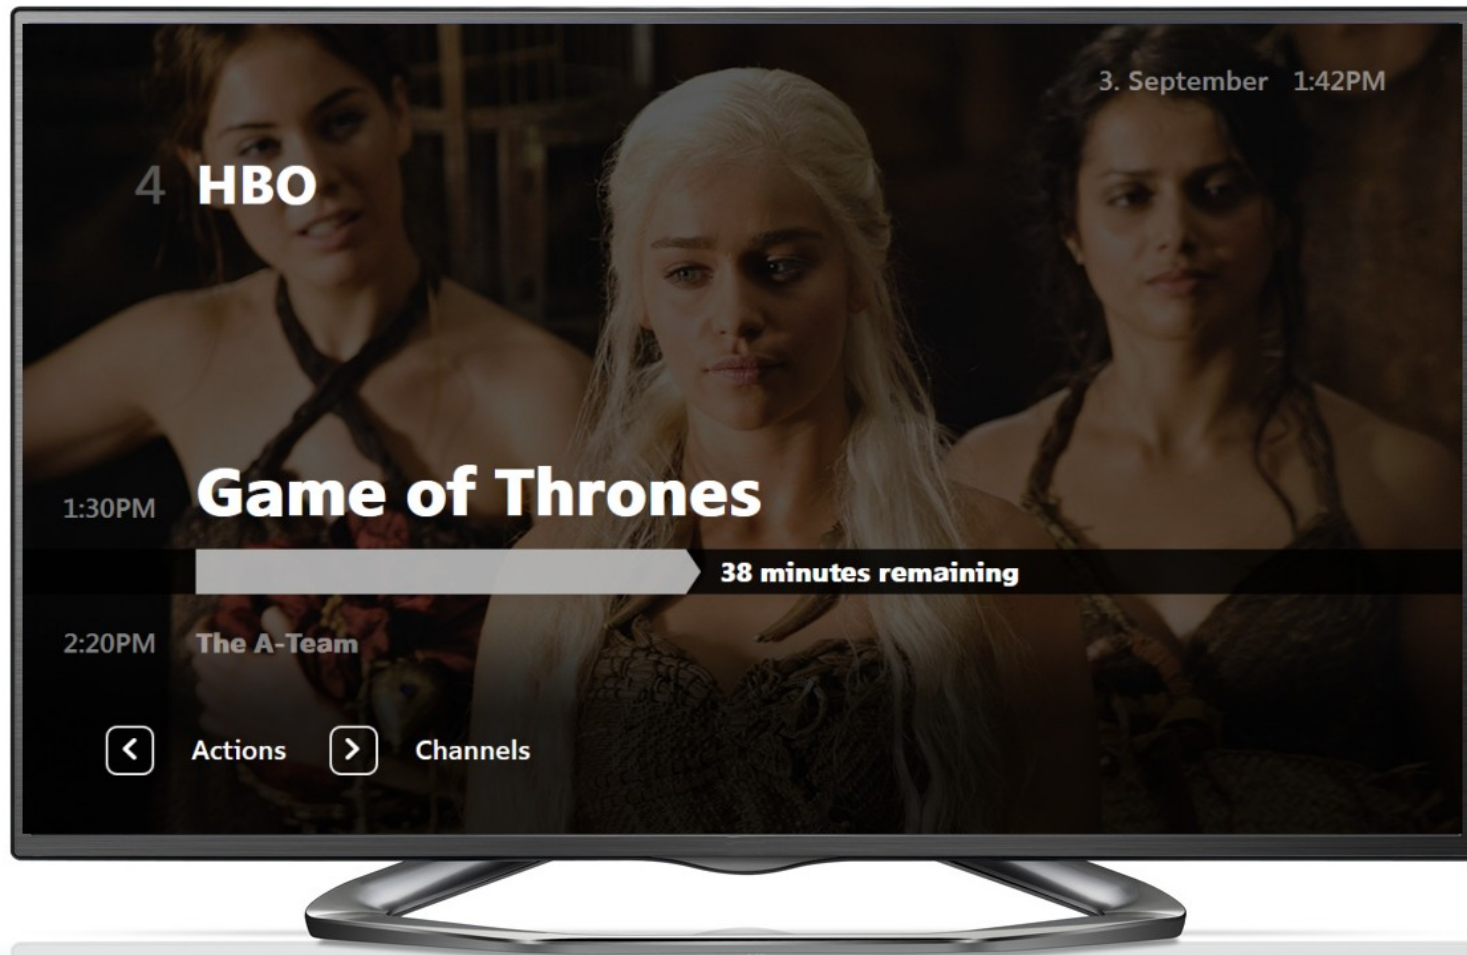 3. September 1:42PM
4 HBO
1:30PM Game of Thrones
38 minutes remaining
2:20PM The A-Team
Actions Channels